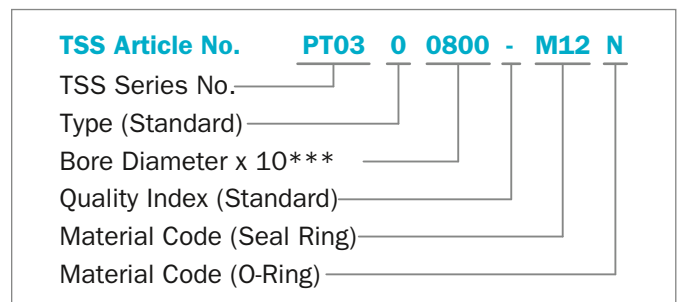 TSS Article No. PT03 0 0800 - M12 N
TSS Series No.
Type (Standard)
Bore Diameter x 10***
Quality Index (Standard)
Material Code (Seal Ring)
Material Code (O-Ring)